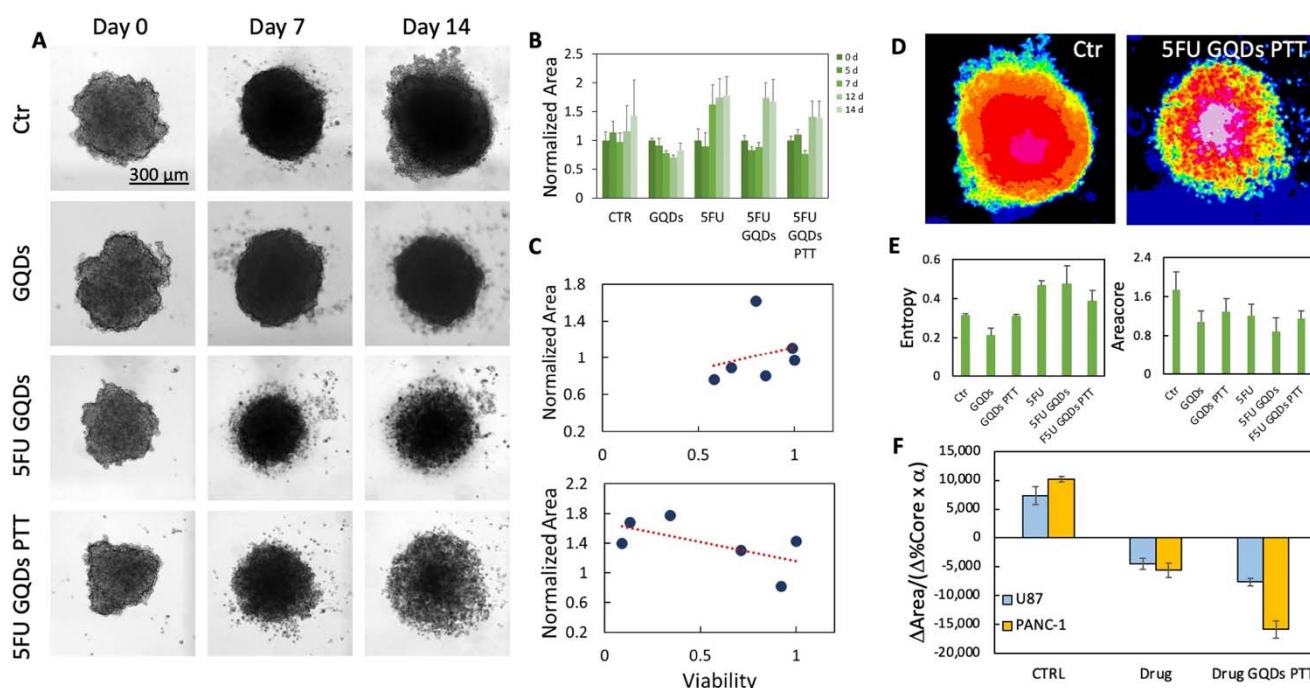 A
Day 0
Day 7
Day 14
Ctr
300 µm
GQDs
5FU GQDs
5FU GQDs PTT
B
Normalized Area
2.5
2
1.5
1
0.5
0
CTR
GQDs
5FU
5FU
GQDs
5FU
GQDs
PTT
0 d
5 d
7 d
12 d
14 d
C
Normalized Area
1.8
1.4
1
0.6
0.2
0
0.5
1
Normalized Area
2.2
1.8
1.4
1
0.6
0.2
0
0.5
1
Viability
D
Ctr
5FU GQDs PTT
E
Entropy
0.6
0.4
0.2
0
Ctr
GQDs
GQDs PTT
5FU
5FU GQDs
F5U GQDs PTT
Areacore
2.4
1.8
1.2
0.6
0
Ctr
GQDs
GQDs PTT
5FU
5FU GQDs
F5U GQDs PTT
F
ΔArea/(Δ%Core x α)
15,000
10,000
5,000
0
-5,000
-10,000
-15,000
-20,000
U87
PANC-1
CTRL
Drug
Drug GQDs PTT